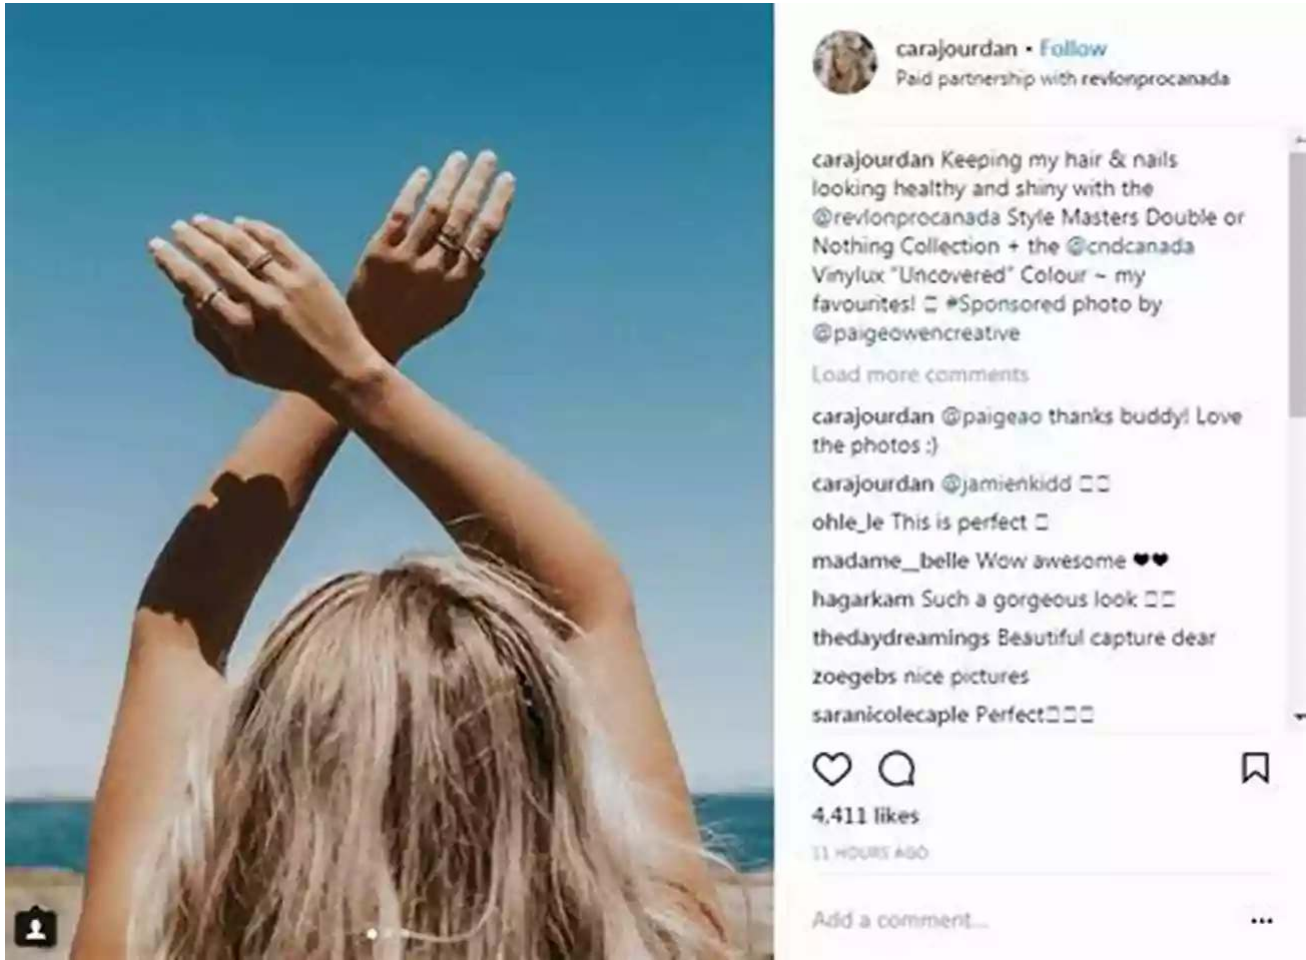 carajourdan • Follow
Paid partnership with revlonprocanada
carajourdan Keeping my hair & nails
looking healthy and shiny with the
@revlonprocanada Style Masters Double or
Nothing Collection + the @cndcanada
Vinylux "Uncovered" Colour ~ my
favourites! #Sponsored photo by
@paigeowencreative
Load more comments
carajourdan @paigeao thanks buddy! Love
the photos :)
carajourdan @jamienkidd
ohle_le This is perfect
madame__belle Wow awesome ♥♥
hagarkam Such a gorgeous look
thedaydreamings Beautiful capture dear
zoegebs nice pictures
saranicolecaple Perfect
4,411 likes
11 HOURS AGO
Add a comment...